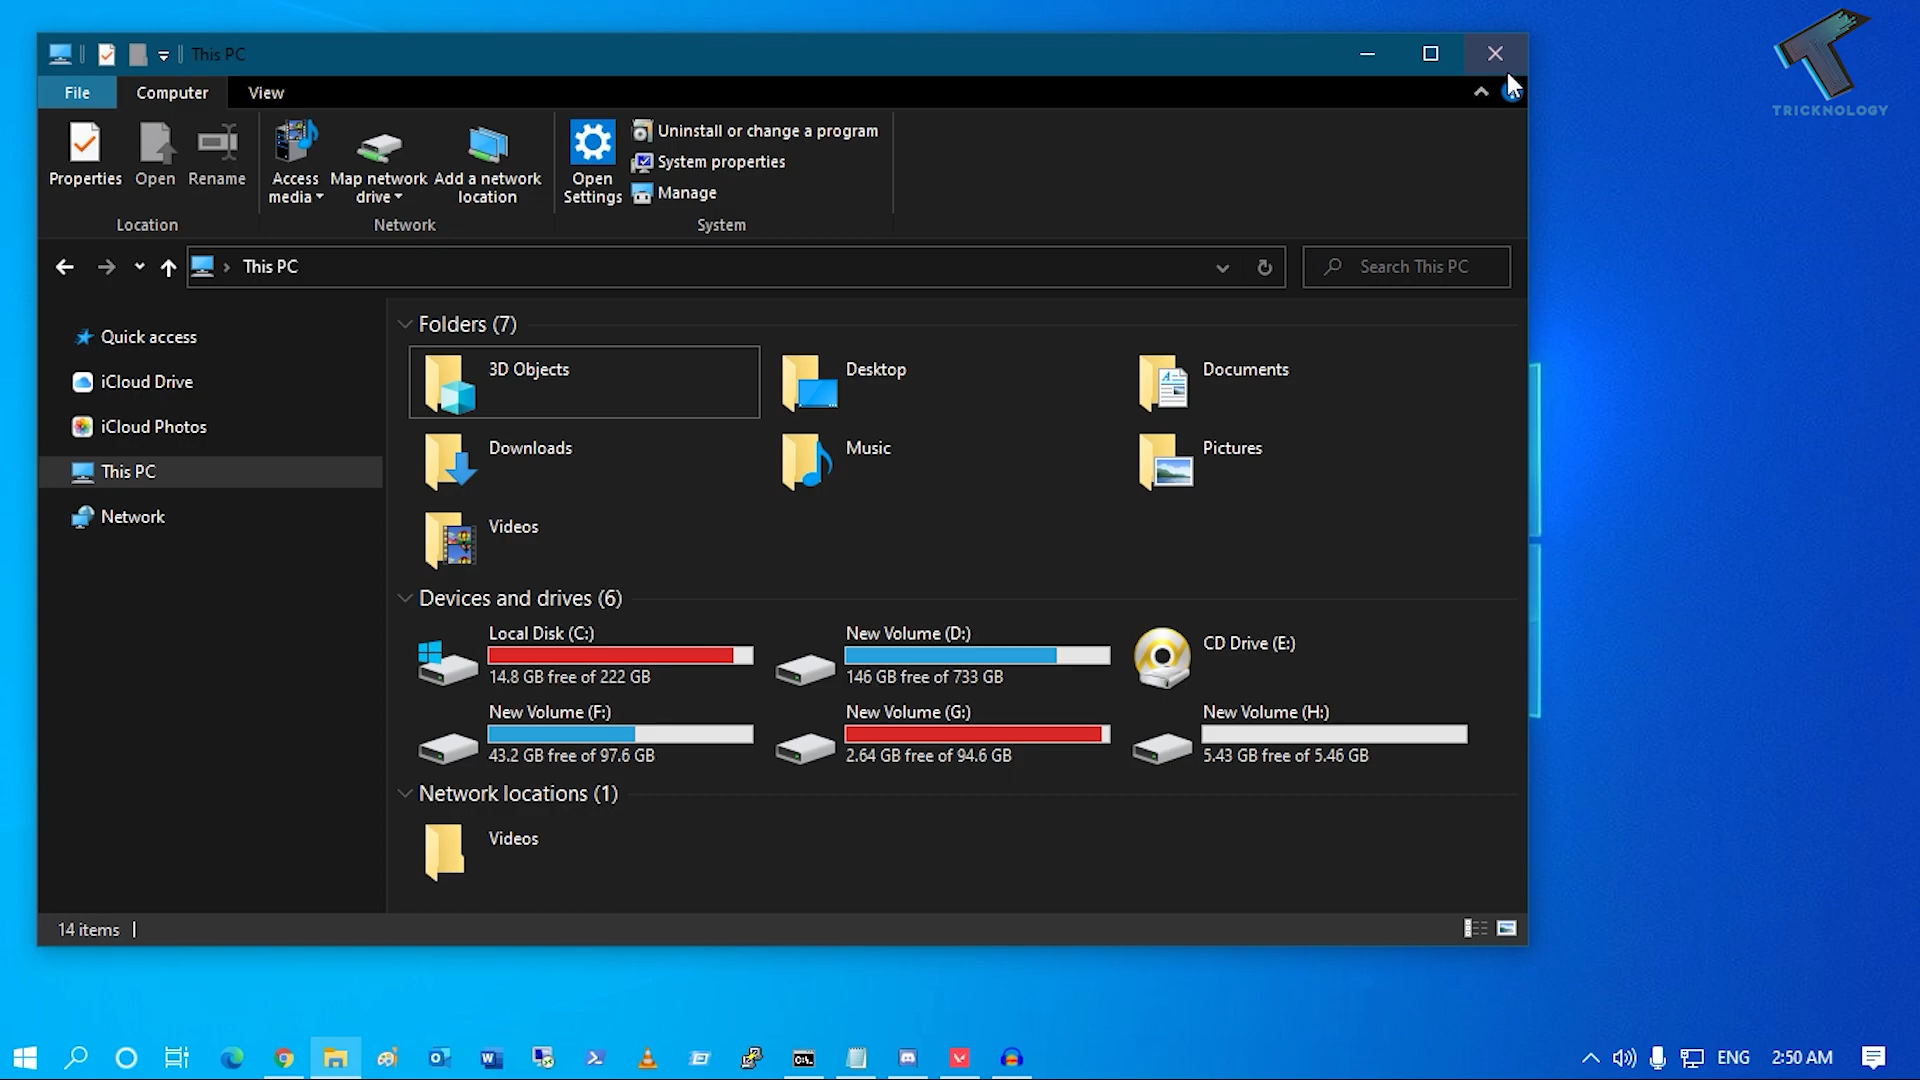 This PC
TRICKNOLOGY
File Computer View
Properties Open Rename
Access media
Map network drive
Add a network location
Open Settings
Uninstall or change a program
System properties
Manage
Location Network System
This PC
Search This PC
Quick access
iCloud Drive
iCloud Photos
This PC
Network
Folders (7)
3D Objects
Desktop
Documents
Downloads
Music
Pictures
Videos
Devices and drives (6)
Local Disk (C:)
14.8 GB free of 222 GB
New Volume (D:)
146 GB free of 733 GB
CD Drive (E:)
New Volume (F:)
43.2 GB free of 97.6 GB
New Volume (G:)
2.64 GB free of 94.6 GB
New Volume (H:)
5.43 GB free of 5.46 GB
Network locations (1)
Videos
14 items
ENG 2:50 AM